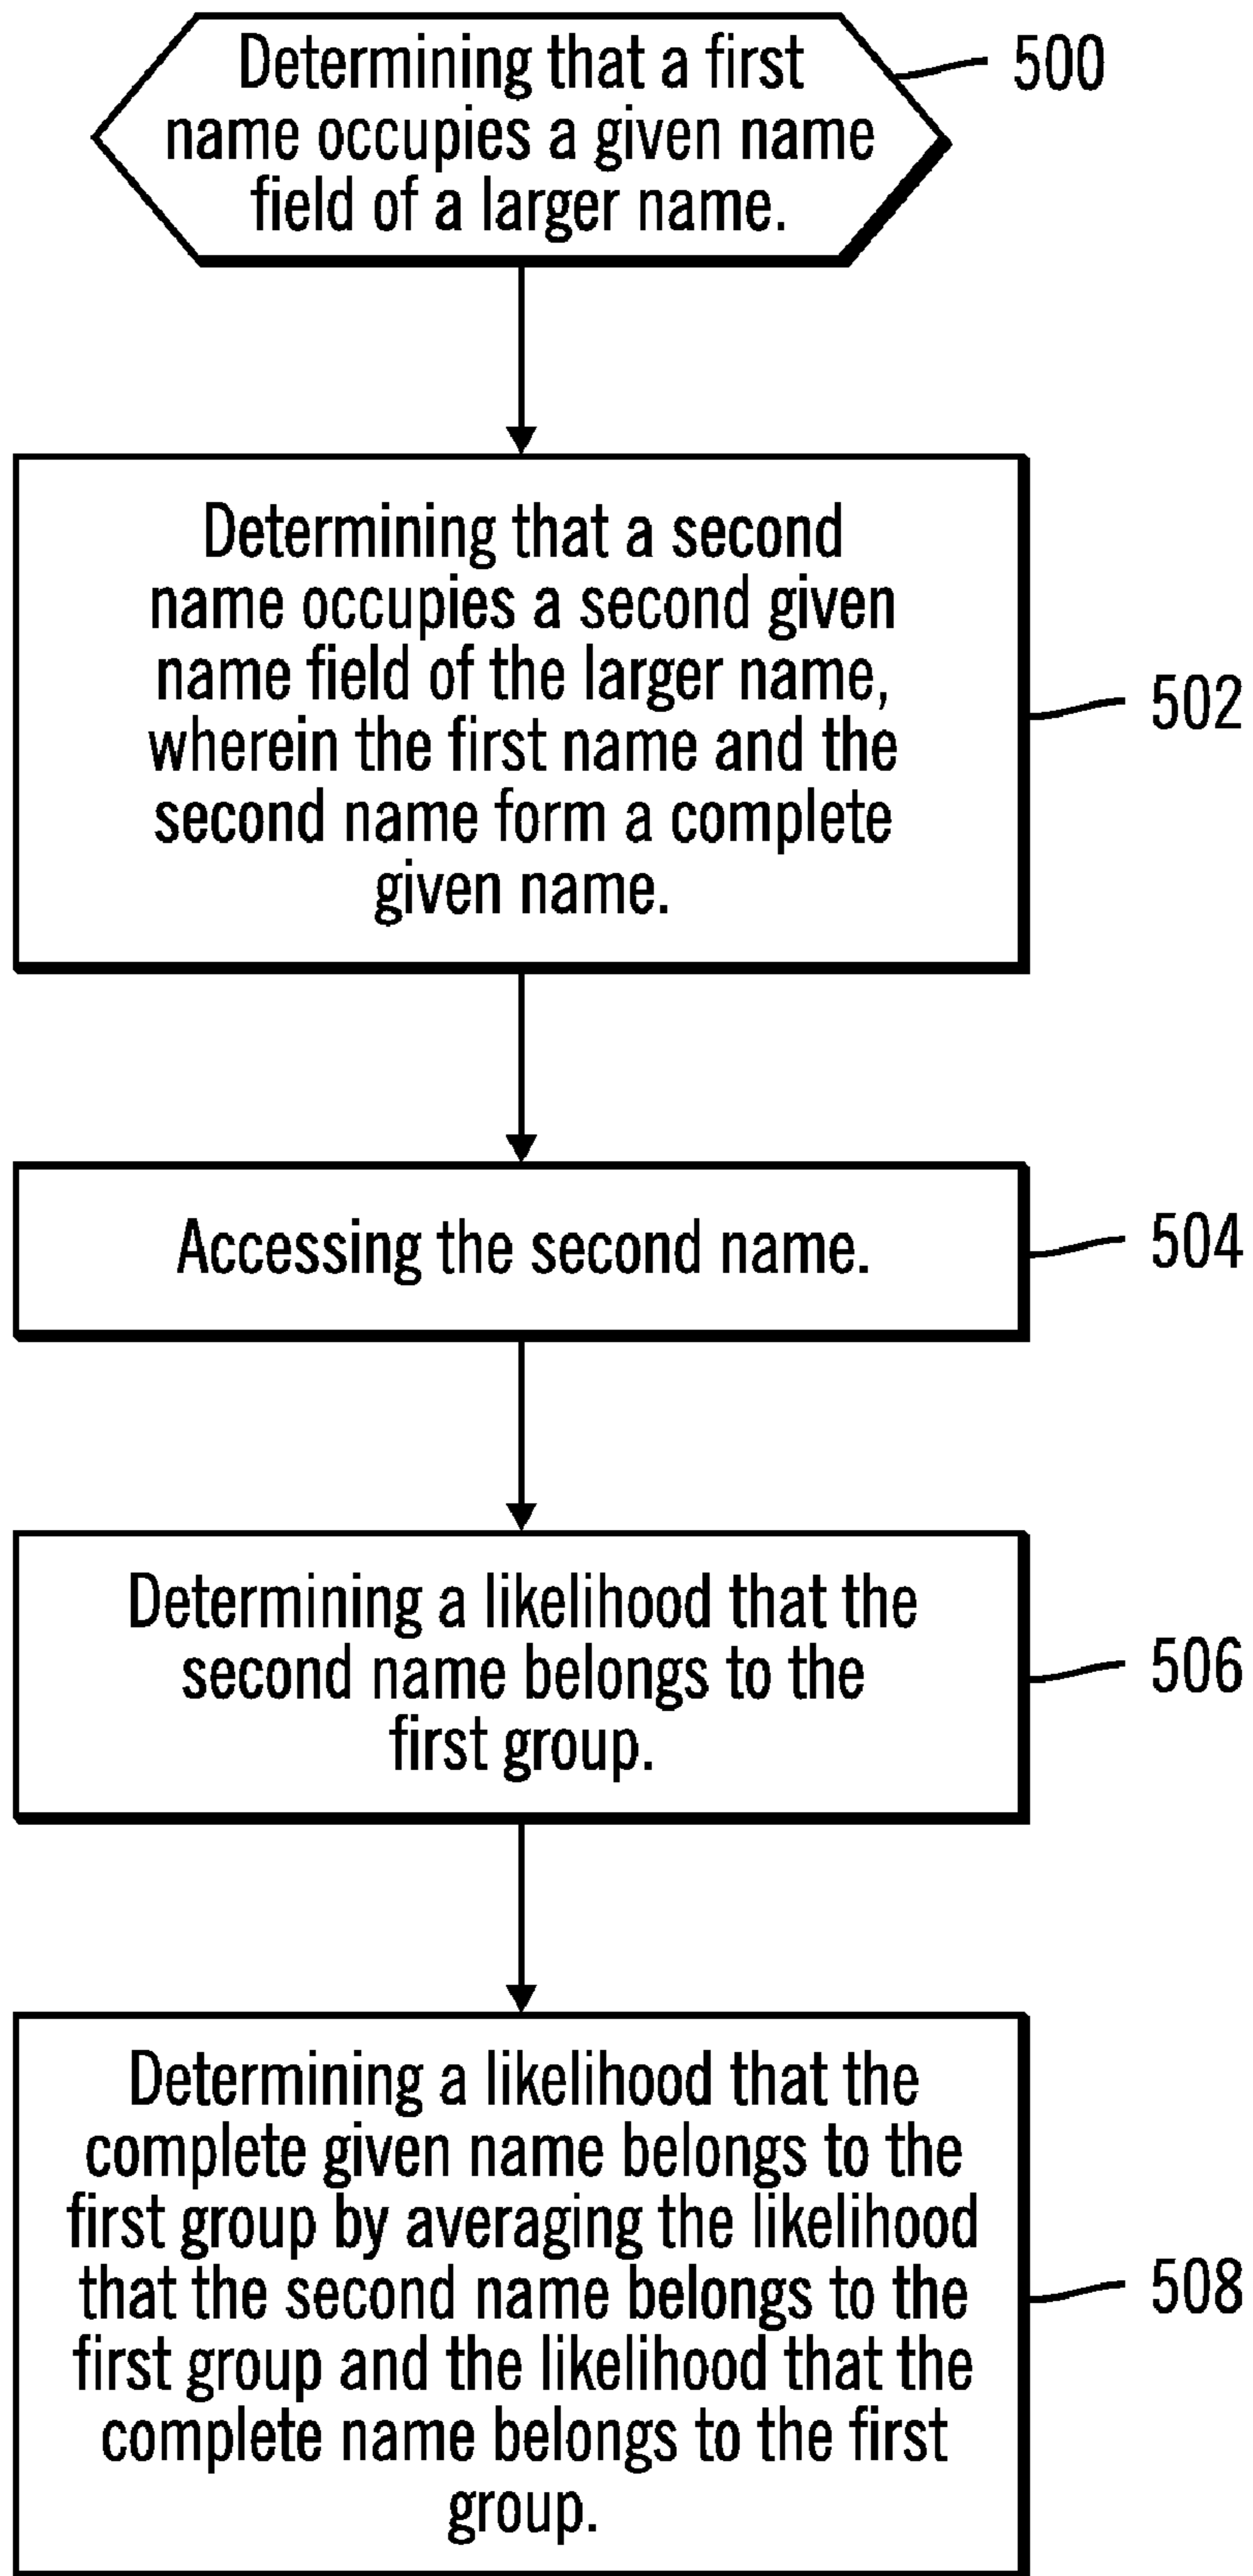 Determining that a first
name occupies a given name
field of a larger name.
500
Determining that a second
name occupies a second given
name field of the larger name,
wherein the first name and the
second name form a complete
given name.
502
Accessing the second name.
504
Determining a likelihood that the
second name belongs to the
first group.
506
Determining a likelihood that the
complete given name belongs to the
first group by averaging the likelihood
that the second name belongs to the
first group and the likelihood that the
complete name belongs to the first
group.
508